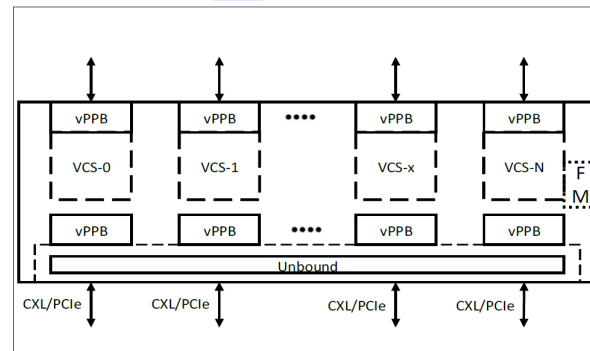 vPPB vPPB •••• vPPB vPPB
VCS-0 VCS-1 VCS-x VCS-N
F
M
vPPB vPPB •••• vPPB vPPB
Unbound
CXL/PCIe CXL/PCIe CXL/PCIe CXL/PCIe